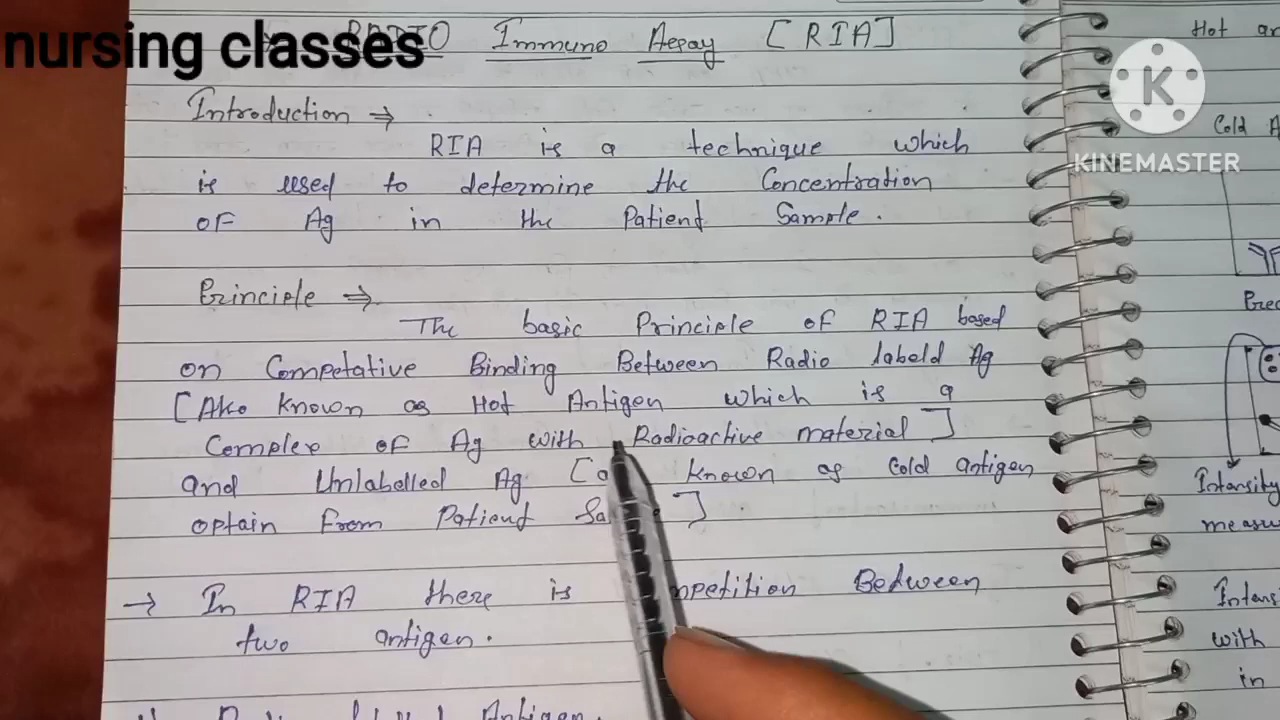 nursing classes
RADIO Immuno Assay [RIA]
Introduction →
RIA is a technique which
is used to determine the Concentration
OF Ag in the Patient Sample.
Principle →
The basic Principle OF RIA based
on Competative Binding Between Radio labeld Ag
[Also known as Hot Antigen which is a
Complex OF Ag with Radioactive material]
and Unlabelled Ag [ known as Cold antigen
optain From Patient ]
→ In RIA there is Between
two antigen.
Antigen.
KINEMASTER
Hot
Cold
Intensity
with
in